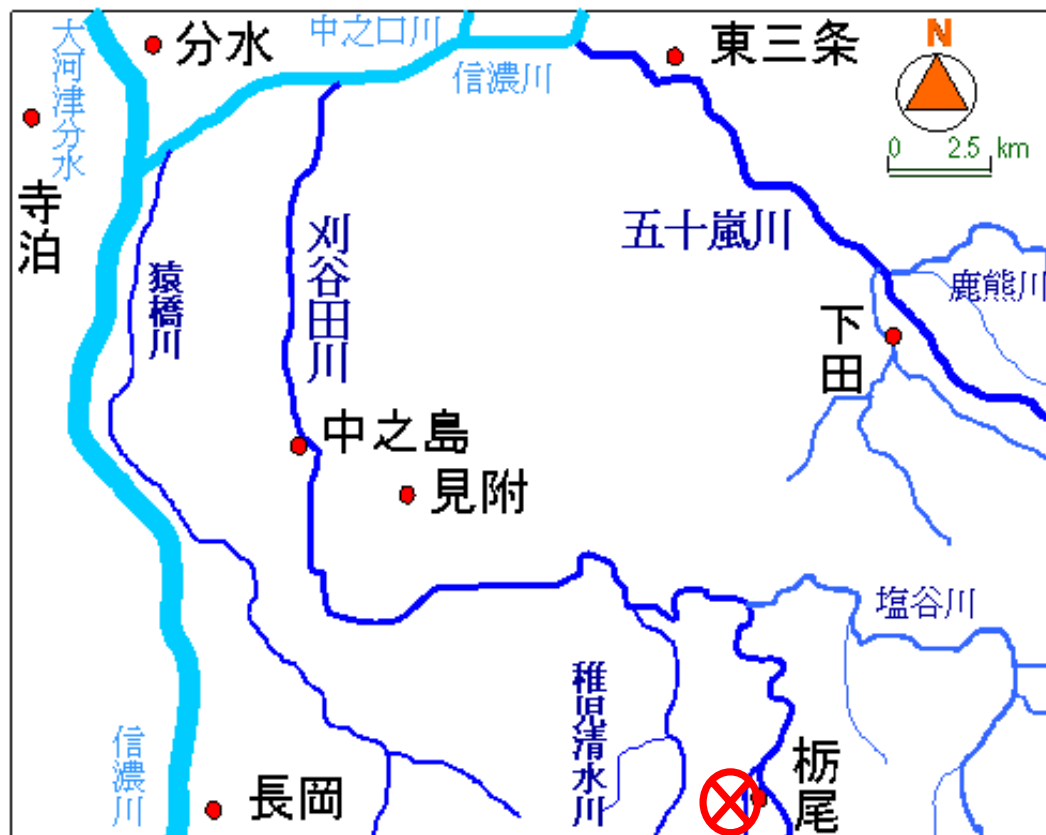 大河津分水
分水
中之口川
信濃川
東三条
N
0 2.5 km
寺泊
猿橋川
刈谷田川
五十嵐川
鹿熊川
下田
中之島
見附
塩谷川
稚児清水川
栃尾
信濃川
長岡